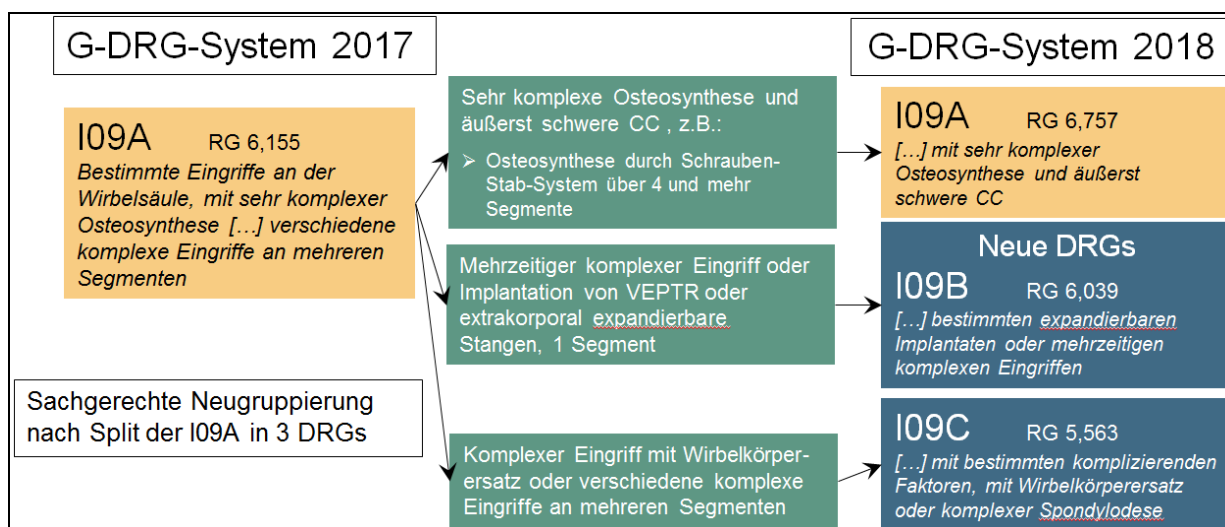 G-DRG-System 2017
I09A RG 6,155
Bestimmte Eingriffe an der
Wirbelsäule, mit sehr komplexer
Osteosynthese [...] verschiedene
komplexe Eingriffe an mehreren
Segmenten
Sachgerechte Neugruppierung
nach Split der I09A in 3 DRGs
Sehr komplexe Osteosynthese und
äußerst schwere CC , z.B.:
➢ Osteosynthese durch Schrauben-
Stab-System über 4 und mehr
Segmente
Mehrzeitiger komplexer Eingriff oder
Implantation von VEPTR oder
extrakorporal expandierbare
Stangen, 1 Segment
Komplexer Eingriff mit Wirbelkörper-
ersatz oder verschiedene komplexe
Eingriffe an mehreren Segmenten
G-DRG-System 2018
I09A RG 6,757
[...] mit sehr komplexer
Osteosynthese und äußerst
schwere CC
Neue DRGs
I09B RG 6,039
[...] bestimmten expandierbaren
Implantaten oder mehrzeitigen
komplexen Eingriffen
I09C RG 5,563
[...] mit bestimmten komplizierenden
Faktoren, mit Wirbelkörperersatz
oder komplexer Spondylodese